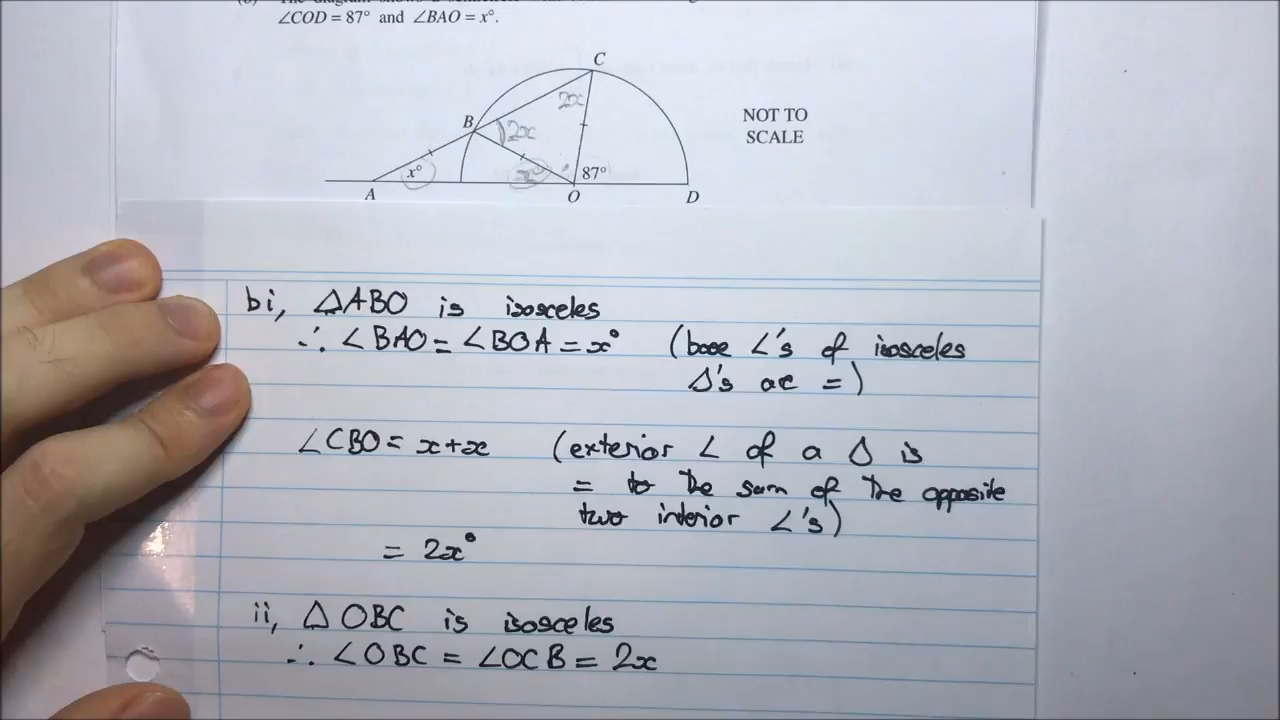 ∠COD = 87° and ∠BAO = x°.
C
2x
B
2x
NOT TO
SCALE
x°
x°
87°
A
O
D
bi, △ABO is isosceles
∴ ∠BAO = ∠BOA = x° (base ∠'s of isosceles
△'s are =)
∠CBO = x+x (exterior ∠ of a △ is
= to the sum of the opposite
two interior ∠'s)
= 2x°
ii, △OBC is isosceles
∴ ∠OBC = ∠OCB = 2x